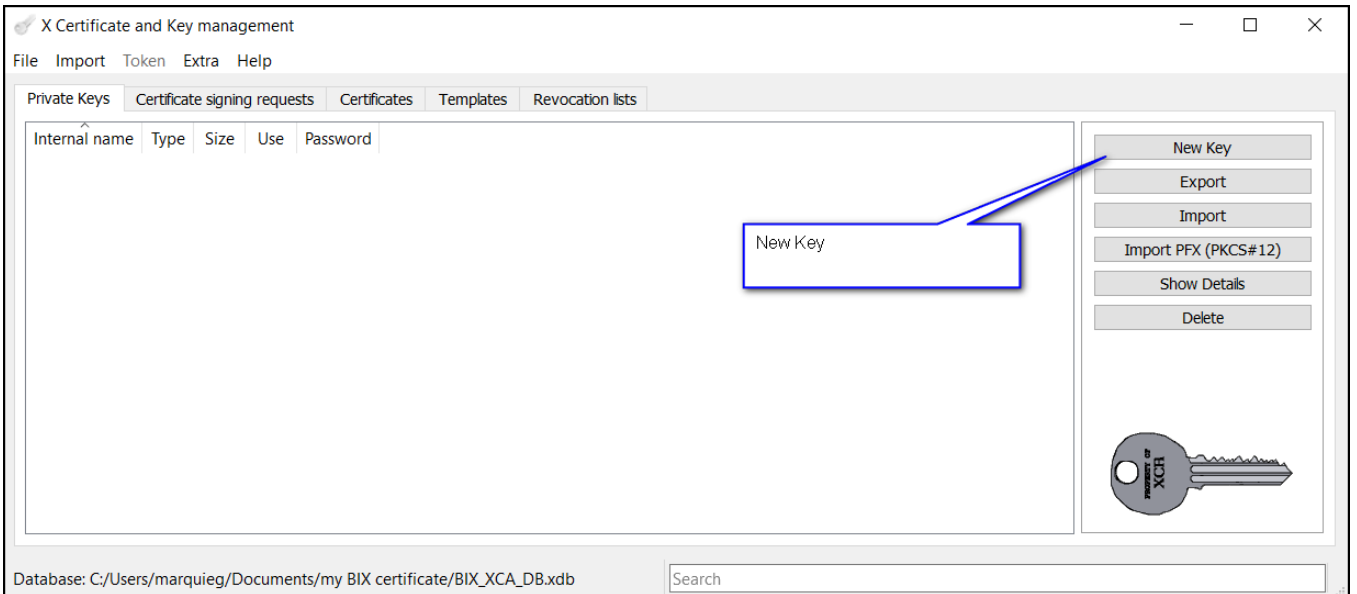 X Certificate and Key management
File Import Token Extra Help
Private Keys Certificate signing requests Certificates Templates Revocation lists
Internal name Type Size Use Password
New Key
Export
Import
Import PFX (PKCS#12)
Show Details
Delete
New Key
PROPERTY OF
XCA
Database: C:/Users/marquieg/Documents/my BIX certificate/BIX_XCA_DB.xdb
Search